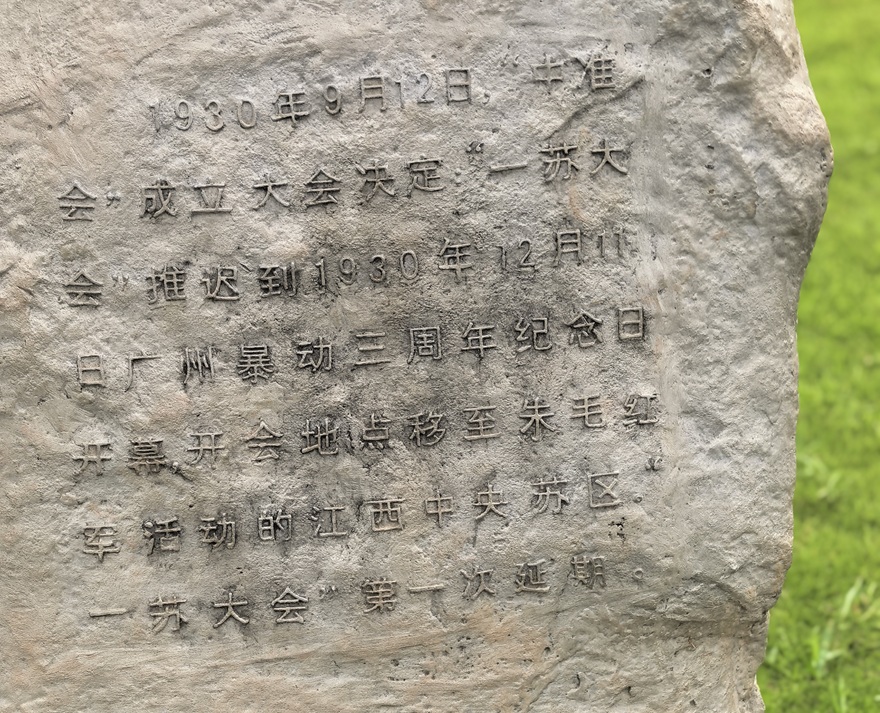 1930年9月12日，“中准
会”成立大会决定：“一苏大
会”推迟到1930年12月11
日广州暴动三周年纪念日
开幕开会地点移至朱毛红
军活动的江西中央苏区。“
一苏大会”第一次延期。